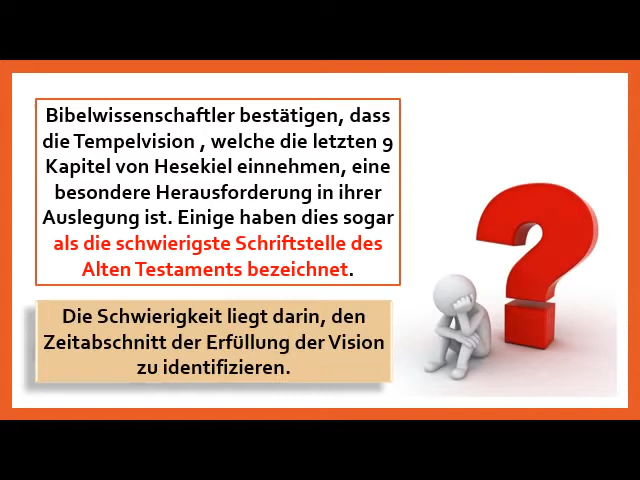 Bibelwissenschaftler bestätigen, dass
die Tempelvision , welche die letzten 9
Kapitel von Hesekiel einnehmen, eine
besondere Herausforderung in ihrer
Auslegung ist. Einige haben dies sogar
als die schwierigste Schriftstelle des
Alten Testaments bezeichnet.
Die Schwierigkeit liegt darin, den
Zeitabschnitt der Erfüllung der Vision
zu identifizieren.